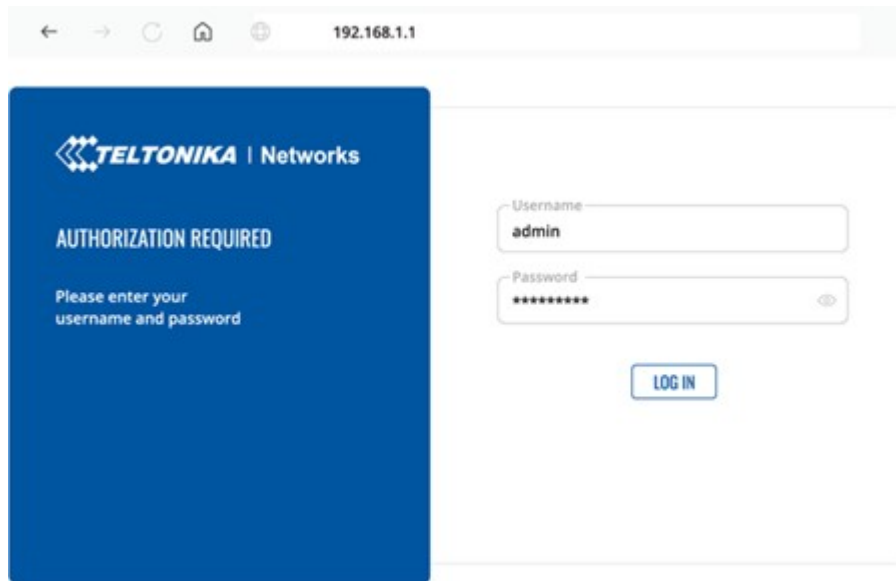 192.168.1.1
TELTONIKA | Networks
AUTHORIZATION REQUIRED
Please enter your
username and password
Username
admin
Password
*********
LOG IN